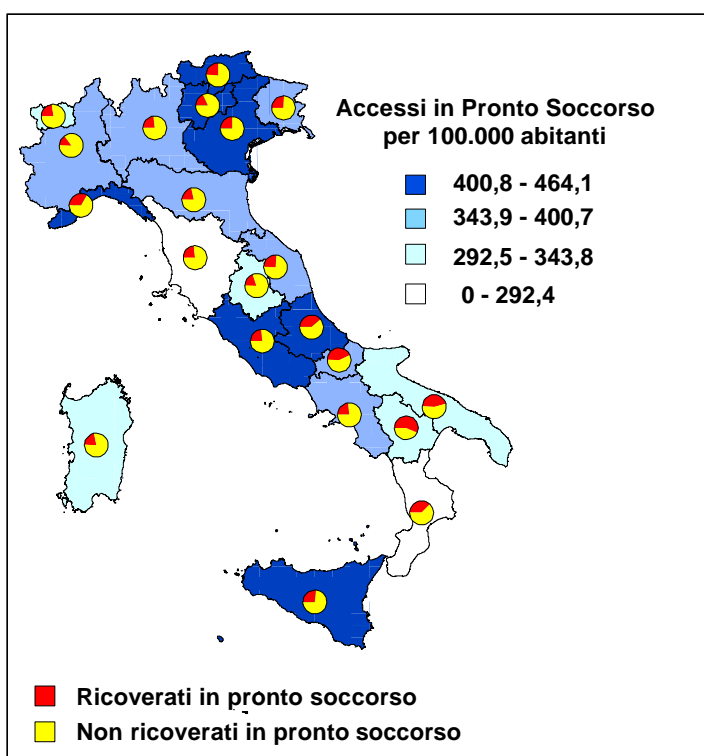 Accessi in Pronto Soccorso
per 100.000 abitanti
400,8 - 464,1
343,9 - 400,7
292,5 - 343,8
0 - 292,4
Ricoverati in pronto soccorso
Non ricoverati in pronto soccorso